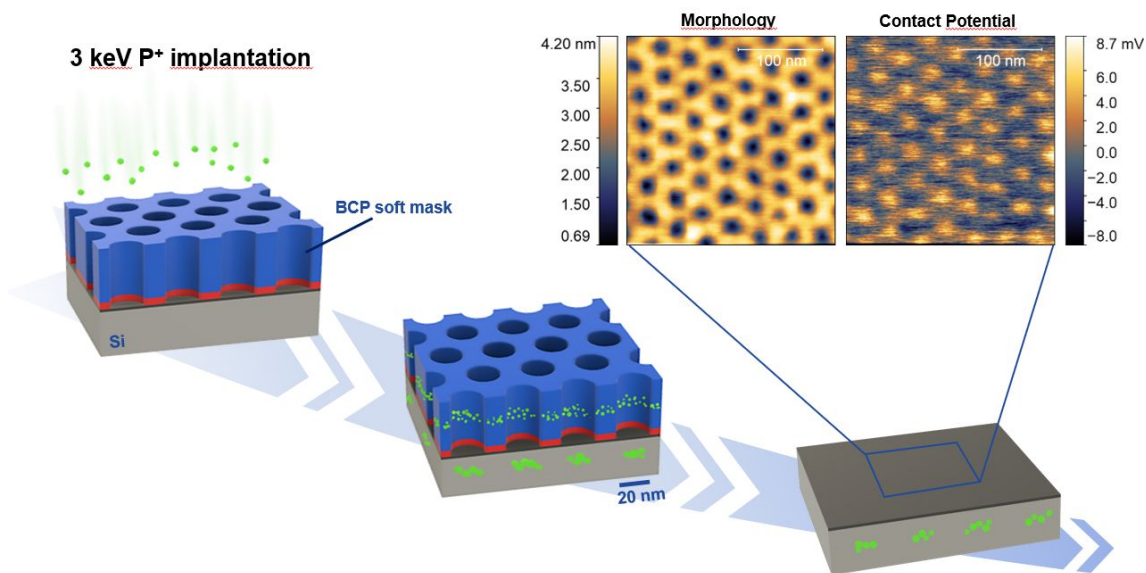 3 keV P⁺ implantation
BCP soft mask
Si
20 nm
Morphology
4.20 nm
3.50
3.00
2.50
2.00
1.50
0.69
100 nm
Contact Potential
100 nm
8.7 mV
6.0
4.0
2.0
0.0
−2.0
−4.0
−8.0